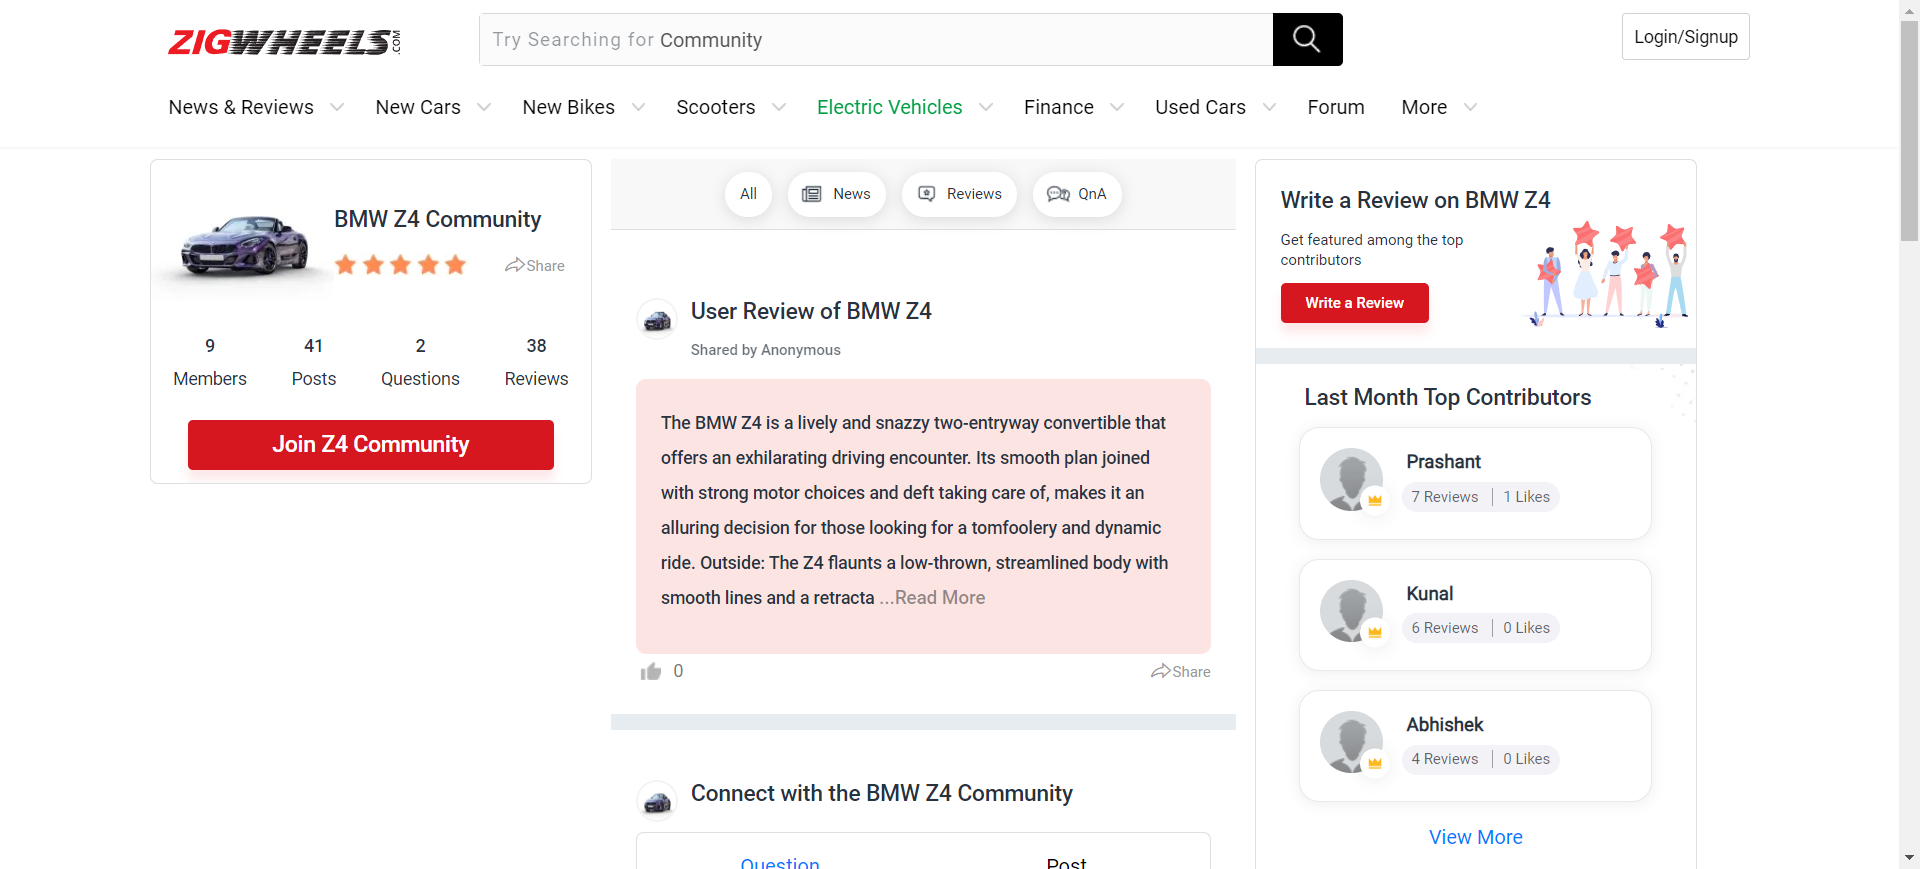 ZIGWHEELS.COM
Try Searching for Community
Login/Signup
News & Reviews New Cars New Bikes Scooters Electric Vehicles Finance Used Cars Forum More
BMW Z4 Community
Share
9 41 2 38
Members Posts Questions Reviews
Join Z4 Community
All News Reviews QnA
User Review of BMW Z4
Shared by Anonymous
The BMW Z4 is a lively and snazzy two-entryway convertible that
offers an exhilarating driving encounter. Its smooth plan joined
with strong motor choices and deft taking care of, makes it an
alluring decision for those looking for a tomfoolery and dynamic
ride. Outside: The Z4 flaunts a low-thrown, streamlined body with
smooth lines and a retracta ...Read More
0 Share
Connect with the BMW Z4 Community
Question Post
Write a Review on BMW Z4
Get featured among the top
contributors
Write a Review
Last Month Top Contributors
Prashant
7 Reviews | 1 Likes
Kunal
6 Reviews | 0 Likes
Abhishek
4 Reviews | 0 Likes
View More